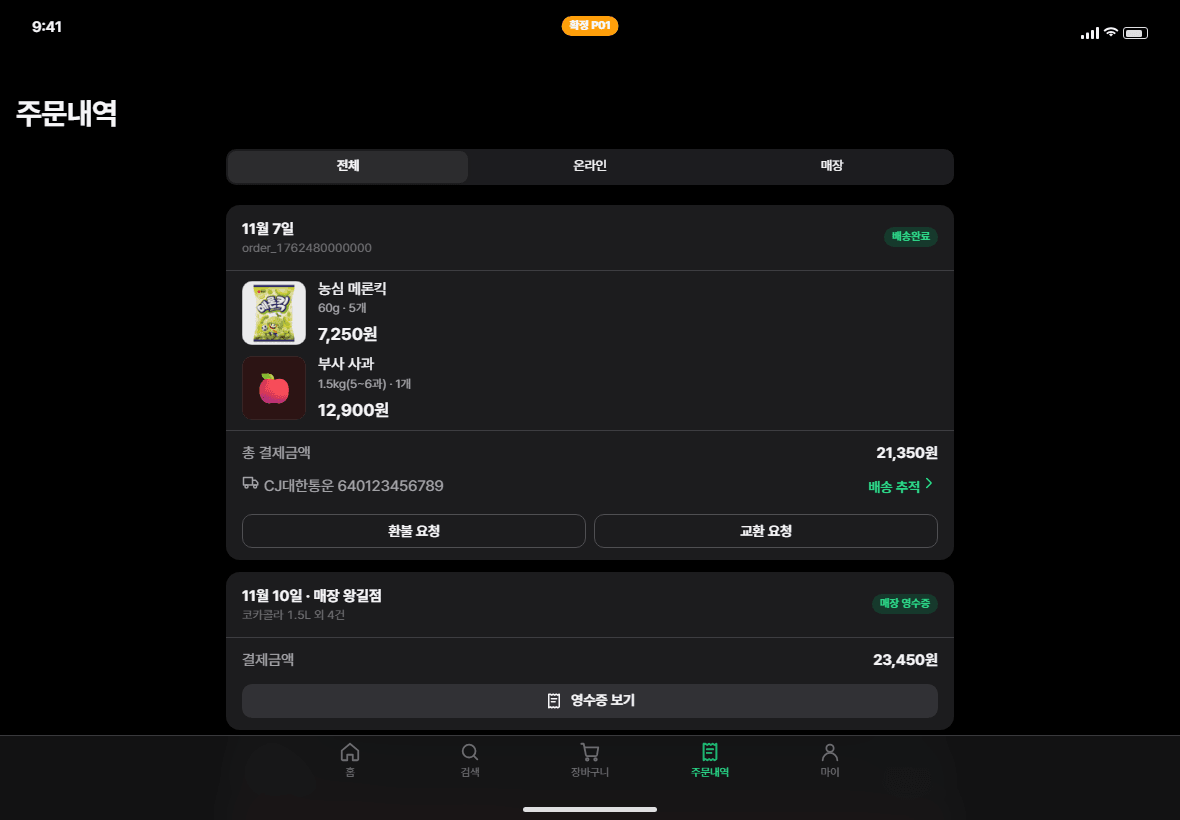 9:41
확정 P01
주문내역
전체 온라인 매장
11월 7일
order_1762480000000
배송완료
메론킥
농심 메론킥
60g · 5개
7,250원
부사 사과
1.5kg(5~6과) · 1개
12,900원
총 결제금액 21,350원
CJ대한통운 640123456789 배송 추적
환불 요청 교환 요청
11월 10일 · 매장 왕길점
코카콜라 1.5L 외 4건
매장 영수증
결제금액 23,450원
영수증 보기
홈 검색 장바구니 주문내역 마이